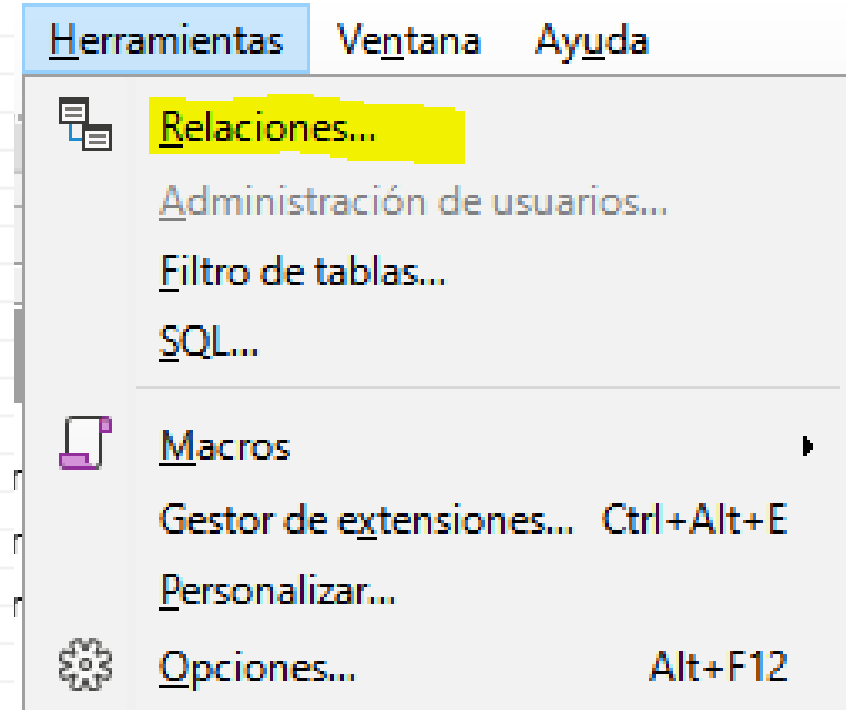 Herramientas Ventana Ayuda
Relaciones...
Administración de usuarios...
Filtro de tablas...
SQL...
Macros
Gestor de extensiones... Ctrl+Alt+E
Personalizar...
Opciones... Alt+F12